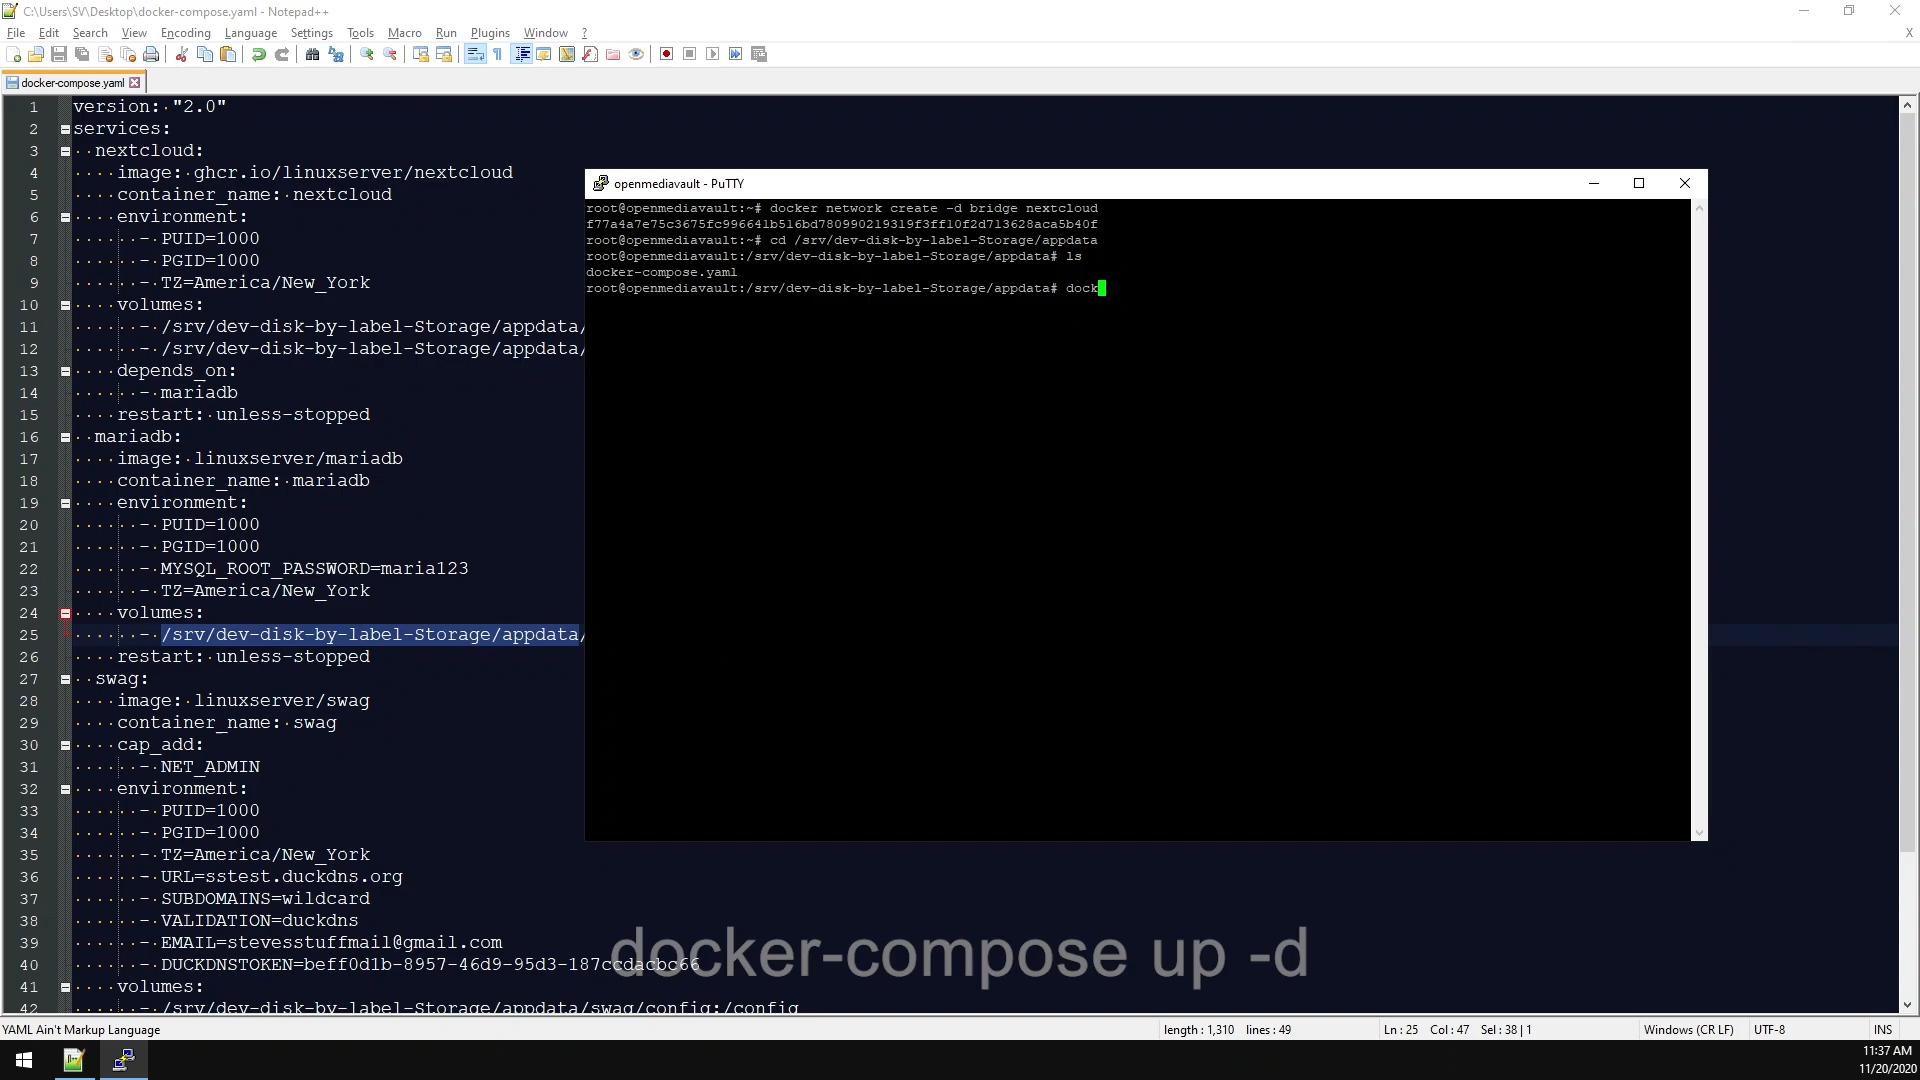 C:\Users\SV\Desktop\docker-compose.yaml - Notepad++
File Edit Search View Encoding Language Settings Tools Macro Run Plugins Window ?
X
docker-compose.yaml
1 version: "2.0"
2 services:
3 nextcloud:
4 image: ghcr.io/linuxserver/nextcloud
5 container_name: nextcloud
6 environment:
7 - PUID=1000
8 - PGID=1000
9 - TZ=America/New_York
10 volumes:
11 - /srv/dev-disk-by-label-Storage/appdata/
12 - /srv/dev-disk-by-label-Storage/appdata/
13 depends_on:
14 - mariadb
15 restart: unless-stopped
16 mariadb:
17 image: linuxserver/mariadb
18 container_name: mariadb
19 environment:
20 - PUID=1000
21 - PGID=1000
22 - MYSQL_ROOT_PASSWORD=maria123
23 - TZ=America/New_York
24 volumes:
25 - /srv/dev-disk-by-label-Storage/appdata/
26 restart: unless-stopped
27 swag:
28 image: linuxserver/swag
29 container_name: swag
30 cap_add:
31 - NET_ADMIN
32 environment:
33 - PUID=1000
34 - PGID=1000
35 - TZ=America/New_York
36 - URL=sstest.duckdns.org
37 - SUBDOMAINS=wildcard
38 - VALIDATION=duckdns
39 - EMAIL=stevesstuffmail@gmail.com
40 - DUCKDNSTOKEN=beff0d1b-8957-46d9-95d3-187ccdacbc66
41 volumes:
42 - /srv/dev-disk-by-label-Storage/appdata/swag/config:/config
openmediavault - PuTTY
root@openmediavault:~# docker network create -d bridge nextcloud
f77a4a7e75c3675fc996641b516bd780990219319f3ff10f2d713628aca5b40f
root@openmediavault:~# cd /srv/dev-disk-by-label-Storage/appdata
root@openmediavault:/srv/dev-disk-by-label-Storage/appdata# ls
docker-compose.yaml
root@openmediavault:/srv/dev-disk-by-label-Storage/appdata# dock
docker-compose up -d
YAML Ain't Markup Language
length : 1,310 lines : 49
Ln : 25 Col : 47 Sel : 38 | 1
Windows (CR LF)
UTF-8
INS
11:37 AM
11/20/2020